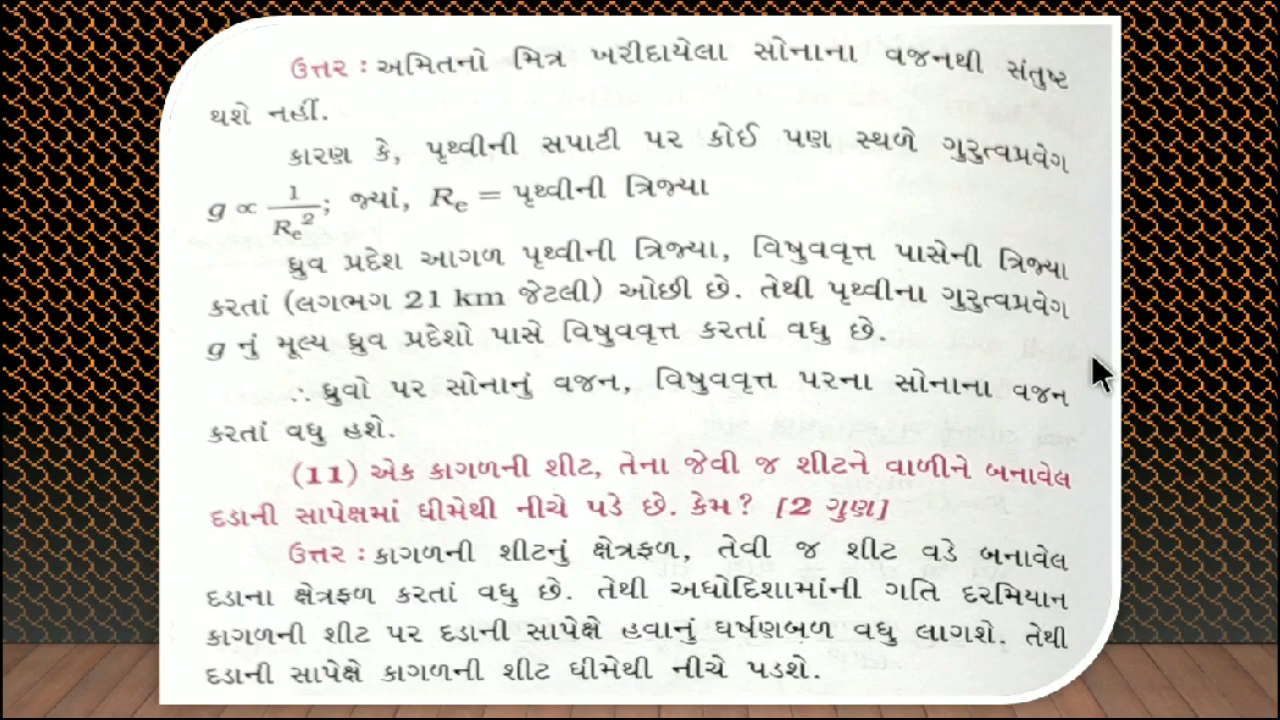 ઉત્તર : અમિતનો મિત્ર ખરીદાયેલા સોનાના વજનથી સંતુષ્ટ
થશે નહીં.
કારણ કે, પૃથ્વીની સપાટી પર કોઈ પણ સ્થળે ગુરુત્વપ્રવેગ
g ∝ 1/Re²; જ્યાં, Re = પૃથ્વીની ત્રિજ્યા
ધ્રુવ પ્રદેશ આગળ પૃથ્વીની ત્રિજ્યા, વિષુવવૃત્ત પાસેની ત્રિજ્યા
કરતાં (લગભગ 21 km જેટલી) ઓછી છે. તેથી પૃથ્વીના ગુરુત્વપ્રવેગ
g નું મૂલ્ય ધ્રુવ પ્રદેશો પાસે વિષુવવૃત્ત કરતાં વધુ છે.
∴ ધ્રુવો પર સોનાનું વજન, વિષુવવૃત્ત પરના સોનાના વજન
કરતાં વધુ હશે.
(11) એક કાગળની શીટ, તેના જેવી જ શીટને વાળીને બનાવેલ
દડાની સાપેક્ષમાં ધીમેથી નીચે પડે છે. કેમ? [2 ગુણ]
ઉત્તર : કાગળની શીટનું ક્ષેત્રફળ, તેવી જ શીટ વડે બનાવેલ
દડાના ક્ષેત્રફળ કરતાં વધુ છે. તેથી અધોદિશામાંની ગતિ દરમિયાન
કાગળની શીટ પર દડાની સાપેક્ષે હવાનું ઘર્ષણબળ વધુ લાગશે. તેથી
દડાની સાપેક્ષે કાગળની શીટ ધીમેથી નીચે પડશે.